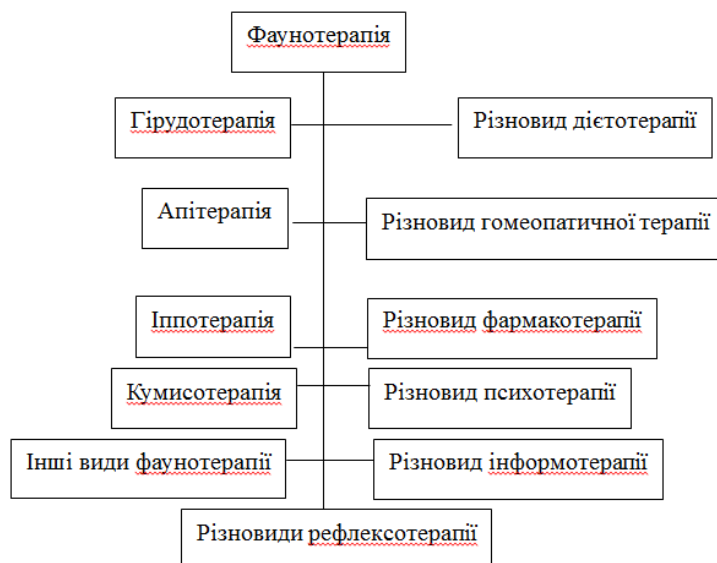 Фаунотерапія
Гірудотерапія
Різновид дієтотерапії
Апітерапія
Різновид гомеопатичної терапії
Іппотерапія
Різновид фармакотерапії
Кумисотерапія
Різновид психотерапії
Інші види фаунотерапії
Різновид інформотерапії
Різновиди рефлексотерапії